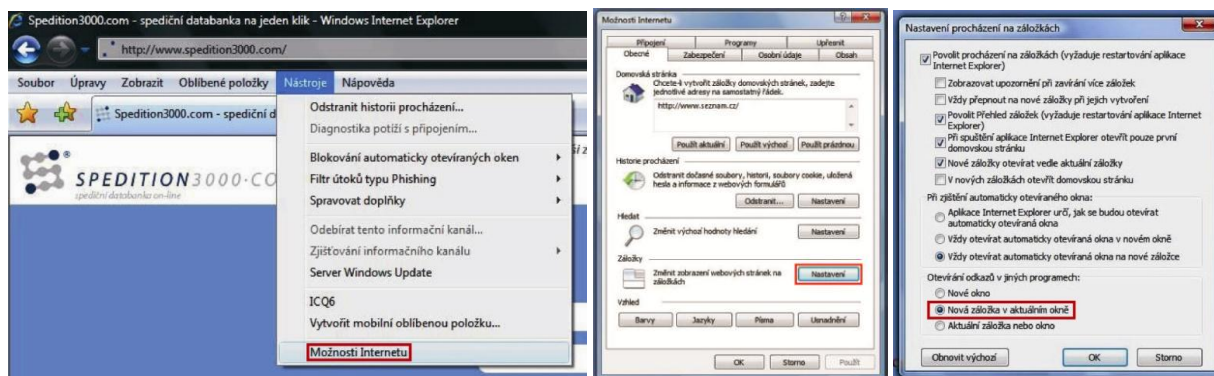 Spedition3000.com - spediční databanka na jeden klik - Windows Internet Explorer
http://www.spedition3000.com/
Soubor Úpravy Zobrazit Oblíbené položky Nástroje Nápověda
Spedition3000.com - spediční d
SPEDITION3000·CO
spediční databanka on-line
Odstranit historii procházení...
Diagnostika potíží s připojením...
Blokování automaticky otevíraných oken
Filtr útoků typu Phishing
Spravovat doplňky
Odebírat tento informační kanál...
Zjišťování informačního kanálu
Server Windows Update
ICQ6
Vytvořit mobilní oblíbenou položku...
Možnosti Internetu
Možnosti Internetu
Připojení Programy Upřesnit
Obecné Zabezpečení Osobní údaje Obsah
Domovská stránka
Chcete-li vytvořit záložky domovských stránek, zadejte
jednotlivé adresy na samostatný řádek.
http://www.seznam.cz/
Použít aktuální Použít výchozí Použít prázdnou
Historie procházení
Odstranit dočasné soubory, historii, soubory cookie, uložená
hesla a informace z webových formulářů
Odstranit... Nastavení
Hledat
Změnit výchozí hodnoty hledání Nastavení
Záložky
Změnit zobrazení webových stránek na
záložkách
Nastavení
Vzhled
Barvy Jazyky Písma Usnadnění
OK Storno Použít
Nastavení procházení na záložkách
Povolit procházení na záložkách (vyžaduje restartování aplikace
Internet Explorer)
Zobrazovat upozornění při zavírání více záložek
Vždy přepnout na nové záložky při jejich vytvoření
Povolit Přehled záložek (vyžaduje restartování aplikace Internet
Explorer)
Při spuštění aplikace Internet Explorer otevřít pouze první
domovskou stránku
Nové záložky otevírat vedle aktuální záložky
V nových záložkách otevřít domovskou stránku
Při zjištění automaticky otevíraného okna:
Aplikace Internet Explorer určí, jak se budou otevírat
automaticky otevíraná okna
Vždy otevírat automaticky otevíraná okna v novém okně
Vždy otevírat automaticky otevíraná okna na nové záložce
Otevírání odkazů v jiných programech:
Nové okno
Nová záložka v aktuálním okně
Aktuální záložka nebo okno
Obnovit výchozí OK Storno